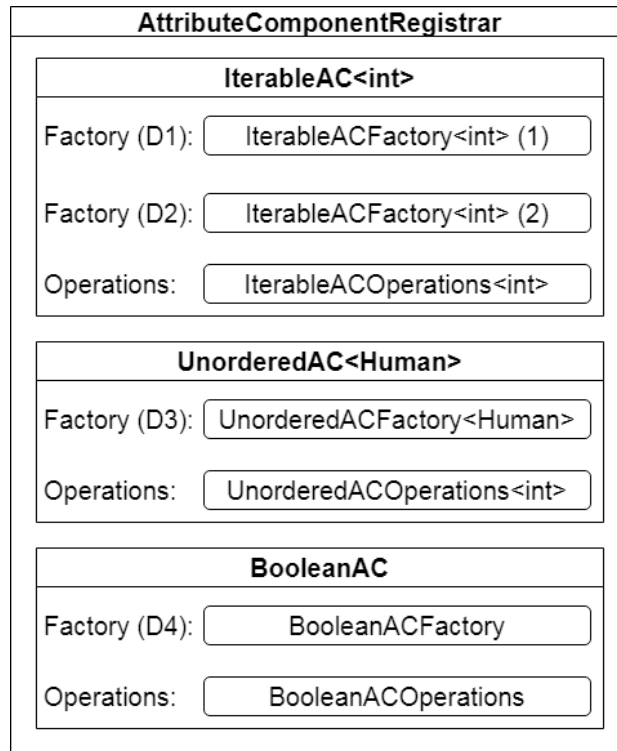 AttributeComponentRegistrar
IterableAC<int>
Factory (D1): IterableACFactory<int> (1)
Factory (D2): IterableACFactory<int> (2)
Operations: IterableACOperations<int>
UnorderedAC<Human>
Factory (D3): UnorderedACFactory<Human>
Operations: UnorderedACOperations<int>
BooleanAC
Factory (D4): BooleanACFactory
Operations: BooleanACOperations